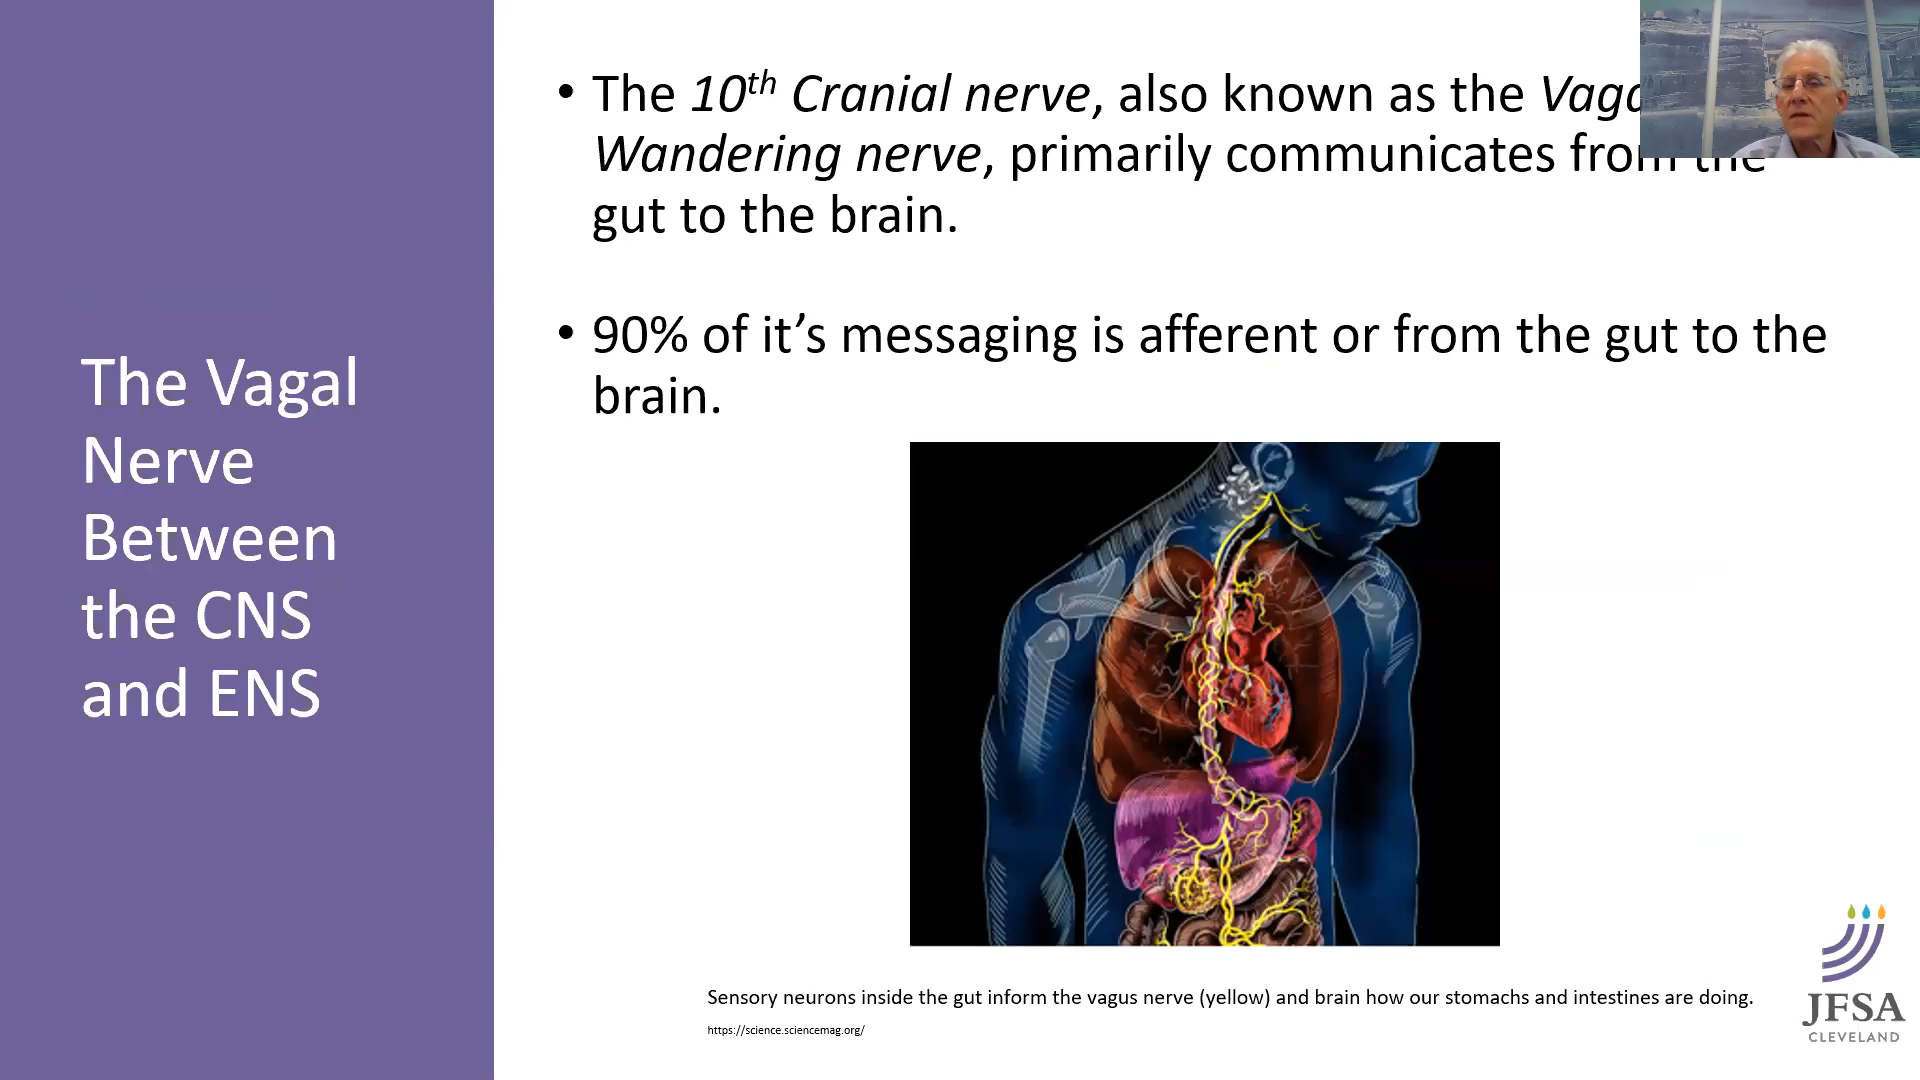 The Vagal
Nerve
Between
the CNS
and ENS
• The 10th Cranial nerve, also known as the
Wandering nerve, primarily communicates from the
gut to the brain.
• 90% of it’s messaging is afferent or from the gut to the
brain.
Sensory neurons inside the gut inform the vagus nerve (yellow) and brain how our stomachs and intestines are doing.
https://science.sciencemag.org/
JFSA
CLEVELAND